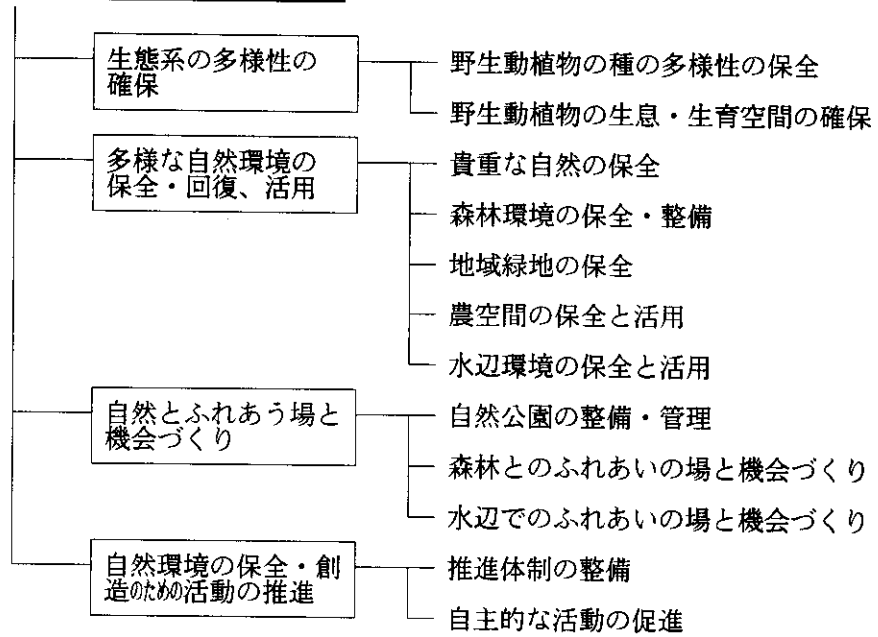 生態系の多様性の
確保
野生動植物の種の多様性の保全
野生動植物の生息・生育空間の確保
多様な自然環境の
保全・回復、活用
貴重な自然の保全
森林環境の保全・整備
地域緑地の保全
農空間の保全と活用
水辺環境の保全と活用
自然とふれあう場と
機会づくり
自然公園の整備・管理
森林とのふれあいの場と機会づくり
水辺でのふれあいの場と機会づくり
自然環境の保全・創
造のための活動の推進
推進体制の整備
自主的な活動の促進